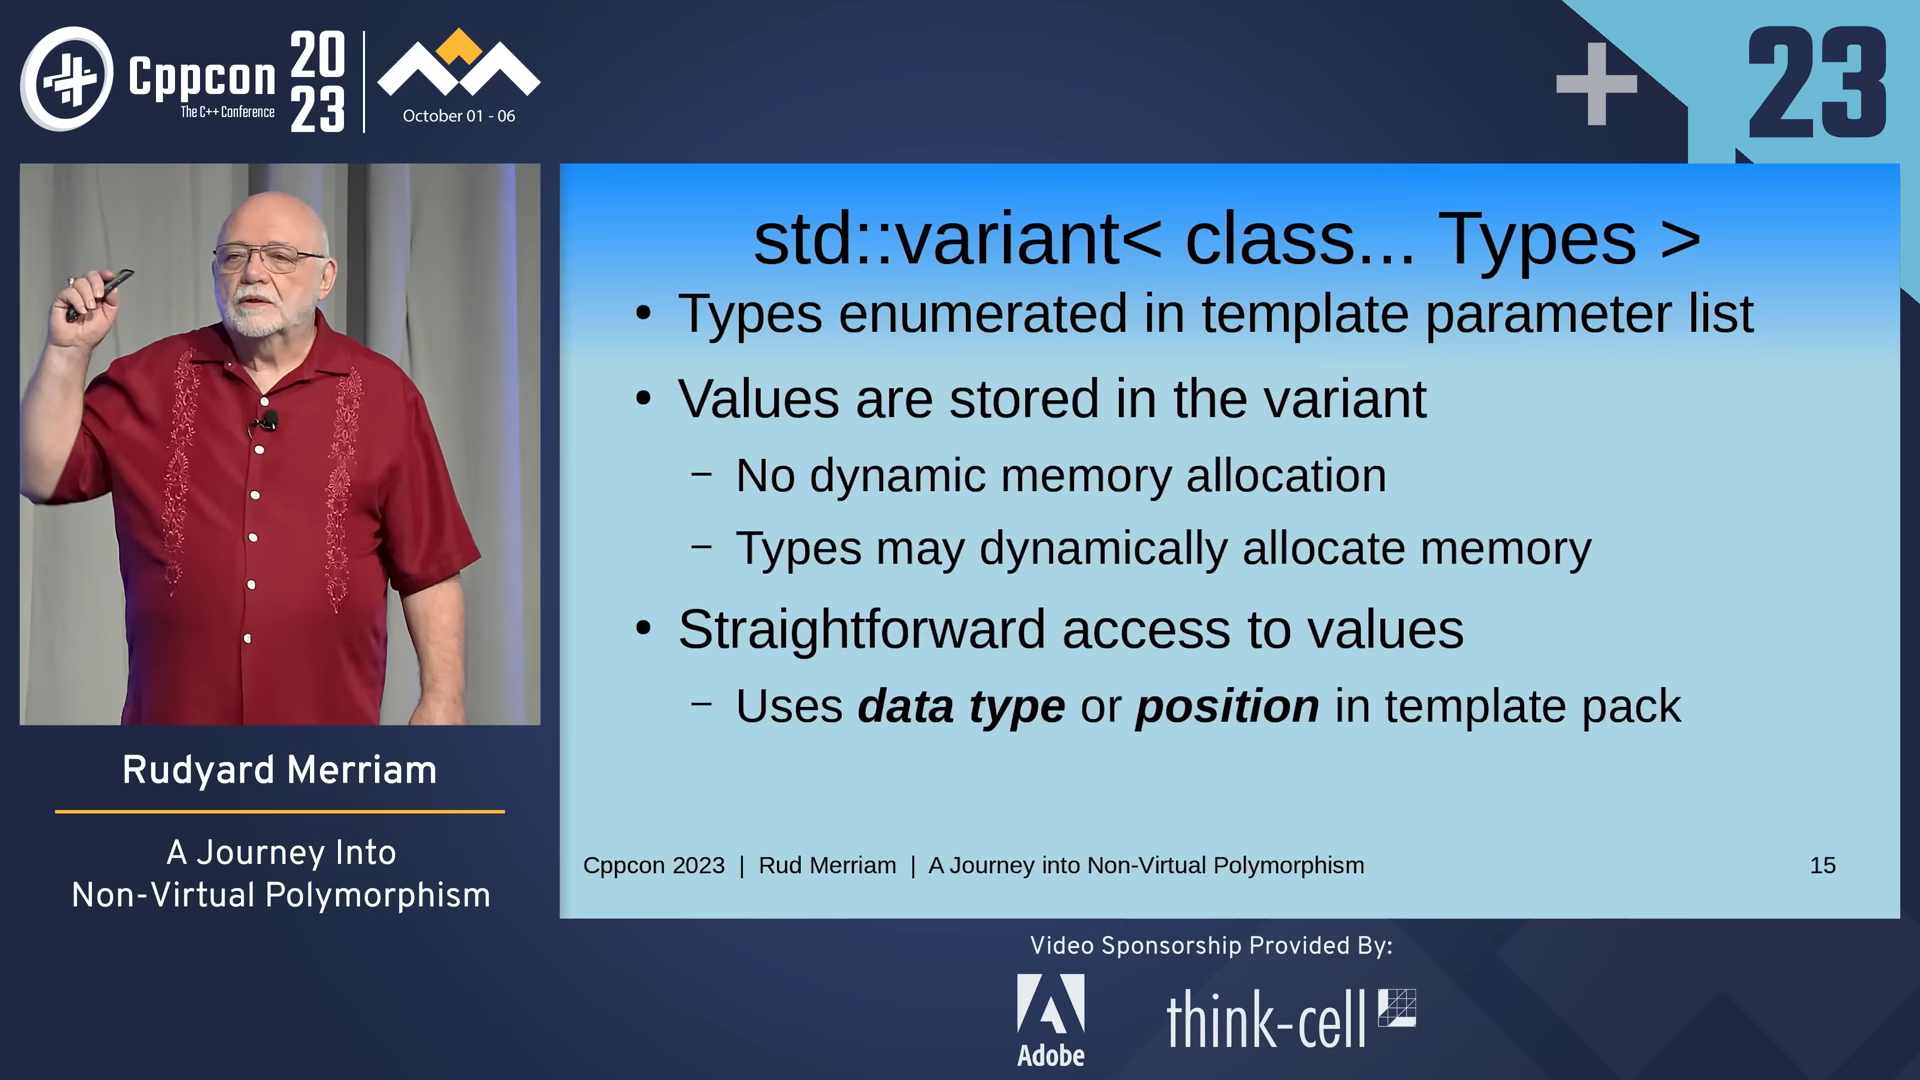 Cppcon
The C++ Conference
20
23
October 01 - 06
23
std::variant< class... Types >
• Types enumerated in template parameter list
• Values are stored in the variant
– No dynamic memory allocation
– Types may dynamically allocate memory
• Straightforward access to values
– Uses data type or position in template pack
Cppcon 2023 | Rud Merriam | A Journey into Non-Virtual Polymorphism
15
Rudyard Merriam
A Journey Into
Non-Virtual Polymorphism
Video Sponsorship Provided By:
Adobe
think-cell